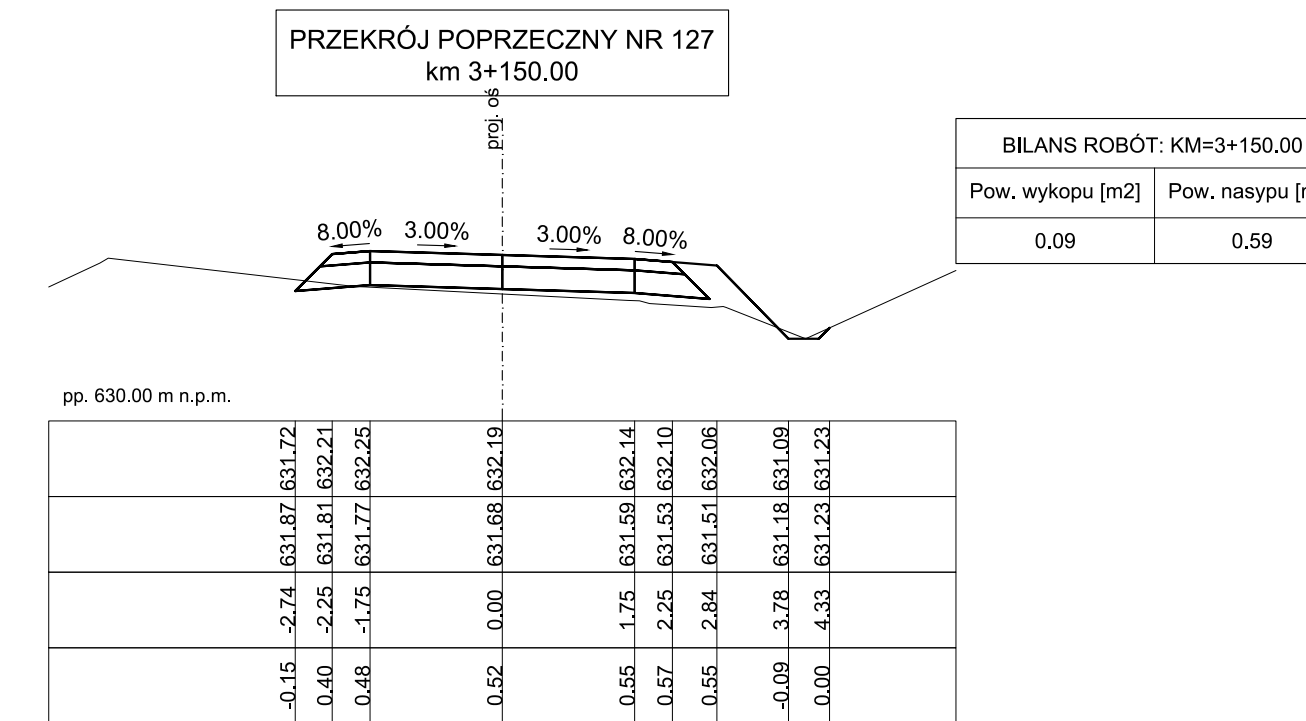 PRZEKRÓJ POPRZECZNY NR 127
km 3+150.00
proj. oś
BILANS ROBÓT: KM=3+150.00
Pow. wykopu [m2] Pow. nasypu
0.09 0.59
8.00% 3.00% 3.00% 8.00%
pp. 630.00 m n.p.m.
631.72 632.21 632.25 632.19 632.14 632.10 632.06 631.09 631.23
631.87 631.81 631.77 631.68 631.59 631.53 631.51 631.18 631.23
-2.74 -2.25 -1.75 0.00 1.75 2.25 2.84 3.78 4.33
-0.15 0.40 0.48 0.52 0.55 0.57 0.55 -0.09 0.00